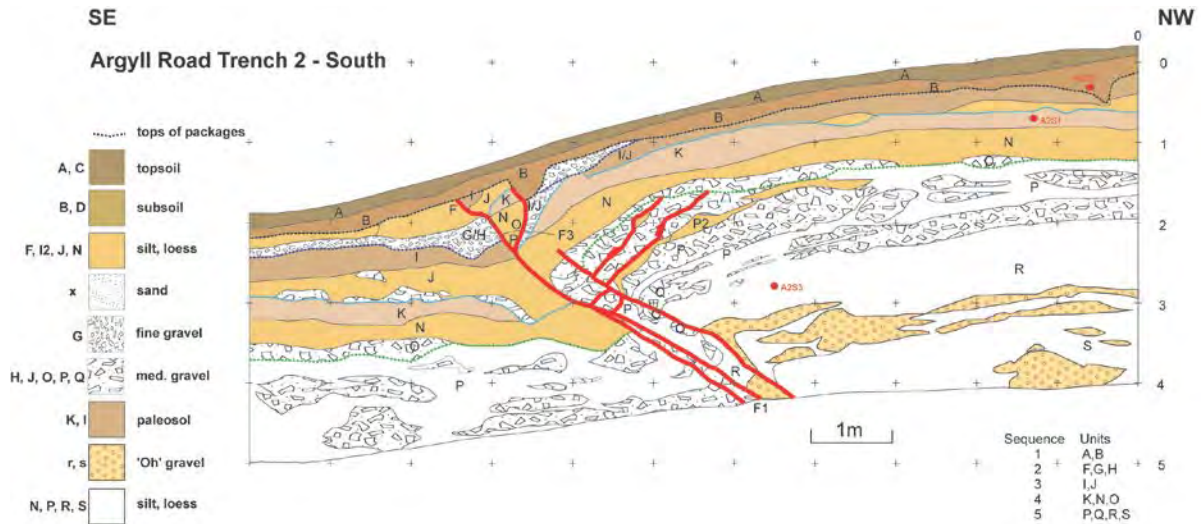 SE
NW
Argyll Road Trench 2 - South
tops of packages
A, C topsoil
B, D subsoil
F, I2, J, N silt, loess
x sand
G fine gravel
H, J, O, P, Q med. gravel
K, I paleosol
r, s 'Oh' gravel
N, P, R, S silt, loess
0
0
1
2
3
4
5
A
A
A
B
B
B
B
I/J
K
N
O
O
P
A2S1
I
J
F
K
N
O
P
I/J
G/H
F3
N
P2
P
P
P
R
A2S3
I
J
K
N
O
P
Q
Q
P
R
S
F1
1m
Sequence Units
1 A,B
2 F,G,H
3 I,J
4 K,N,O
5 P,Q,R,S